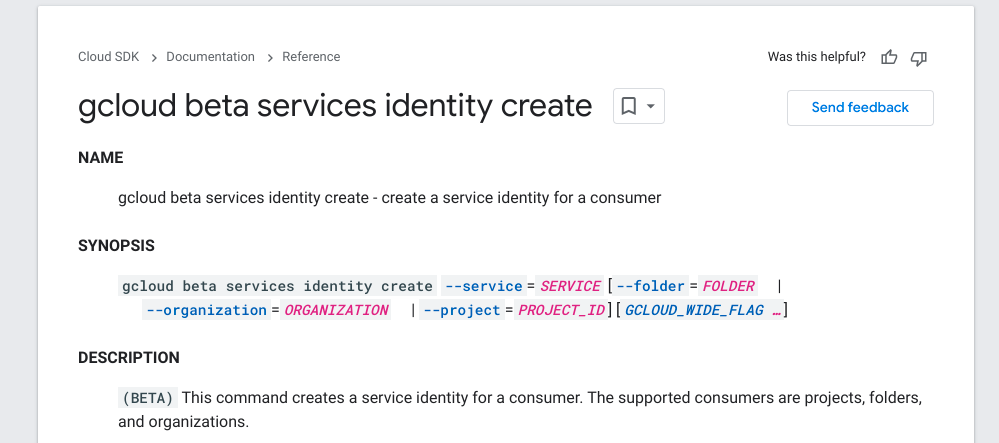 Cloud SDK > Documentation > Reference
Was this helpful?
gcloud beta services identity create
Send feedback
NAME
gcloud beta services identity create - create a service identity for a consumer
SYNOPSIS
gcloud beta services identity create --service=SERVICE [--folder=FOLDER |
--organization=ORGANIZATION | --project=PROJECT_ID] [GCLOUD_WIDE_FLAG …]
DESCRIPTION
(BETA) This command creates a service identity for a consumer. The supported consumers are projects, folders,
and organizations.